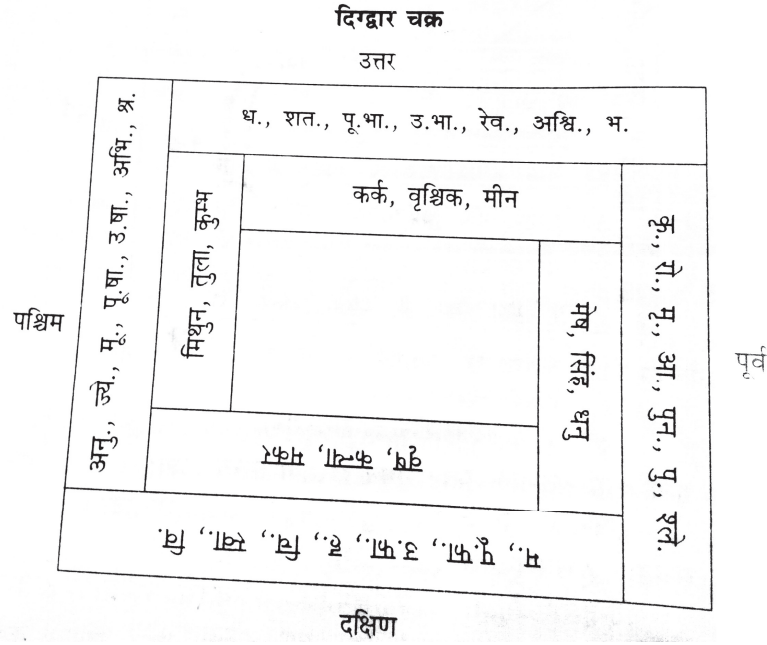 दिग्द्वार चक्र
उत्तर
ध., शत., पू.भा., उ.भा., रेव., अश्वि., भ.
अनु., ज्ये., मू., पू.षा., उ.षा., अभि., श्र.
कर्क, वृश्चिक, मीन
मिथुन, तुला, कुम्भ
कृ., रो., मृ., आ., पुन., पु., श्ले.
पश्चिम
मेष, सिंह, धनु
पूर्व
वृष, कन्या, मकर
म., पू.फा., उ.फा., ह., चि., स्वा., वि.
दक्षिण